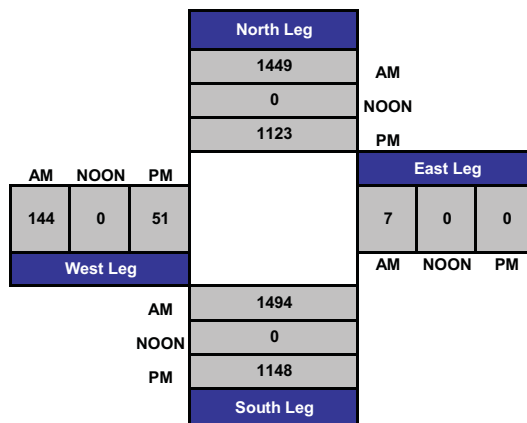 North Leg
1449 AM
0 NOON
1123 PM
AM NOON PM
East Leg
144 0 51
7 0 0
West Leg
AM NOON PM
AM 1494
NOON 0
PM 1148
South Leg